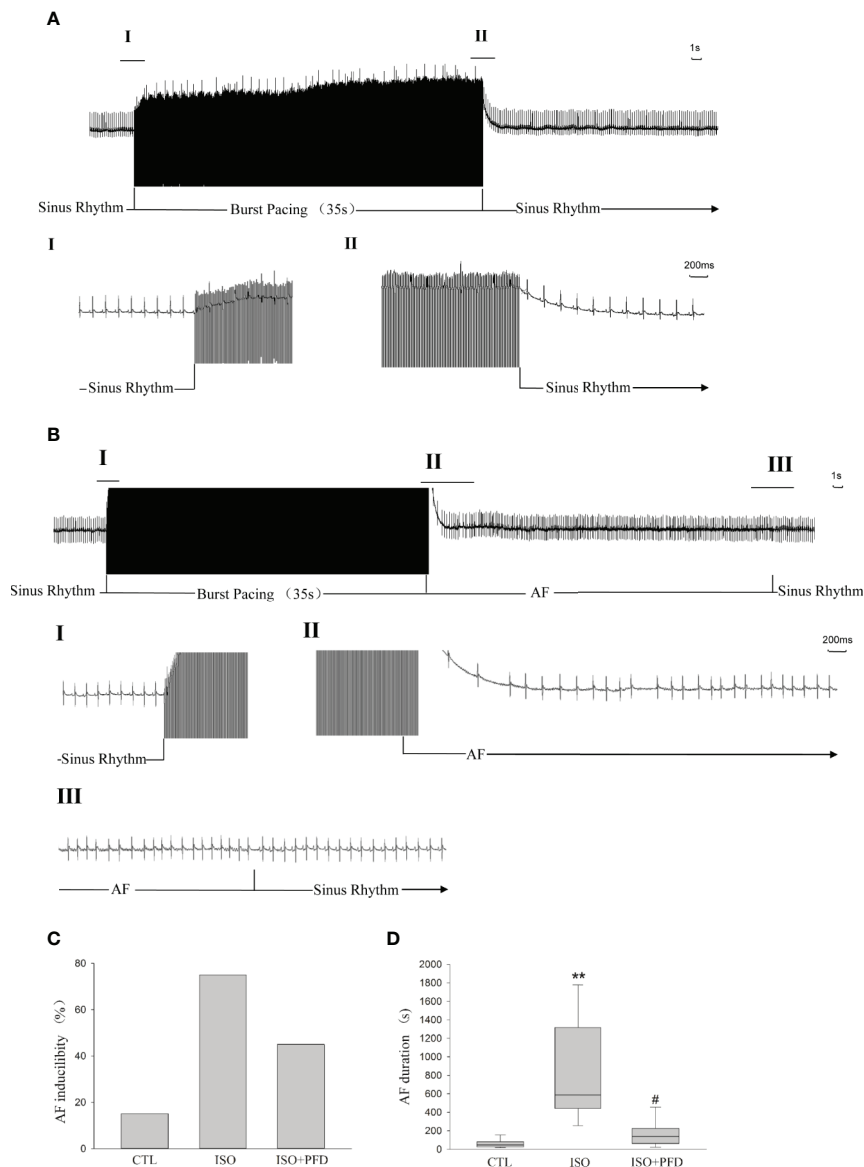 A
I II 1s
Sinus Rhythm Burst Pacing （35s） Sinus Rhythm
I II 200ms
Sinus Rhythm Sinus Rhythm
B
I II III 1s
Sinus Rhythm Burst Pacing （35s） AF Sinus Rhythm
I II 200ms
-Sinus Rhythm AF
III
AF Sinus Rhythm
C
AF inducilibity （%）
80
60
40
20
0
CTL ISO ISO+PFD
D
AF duration （s）
2000
1800
1600
1400
1200
1000
800
600
400
200
0
**
#
CTL ISO ISO+PFD